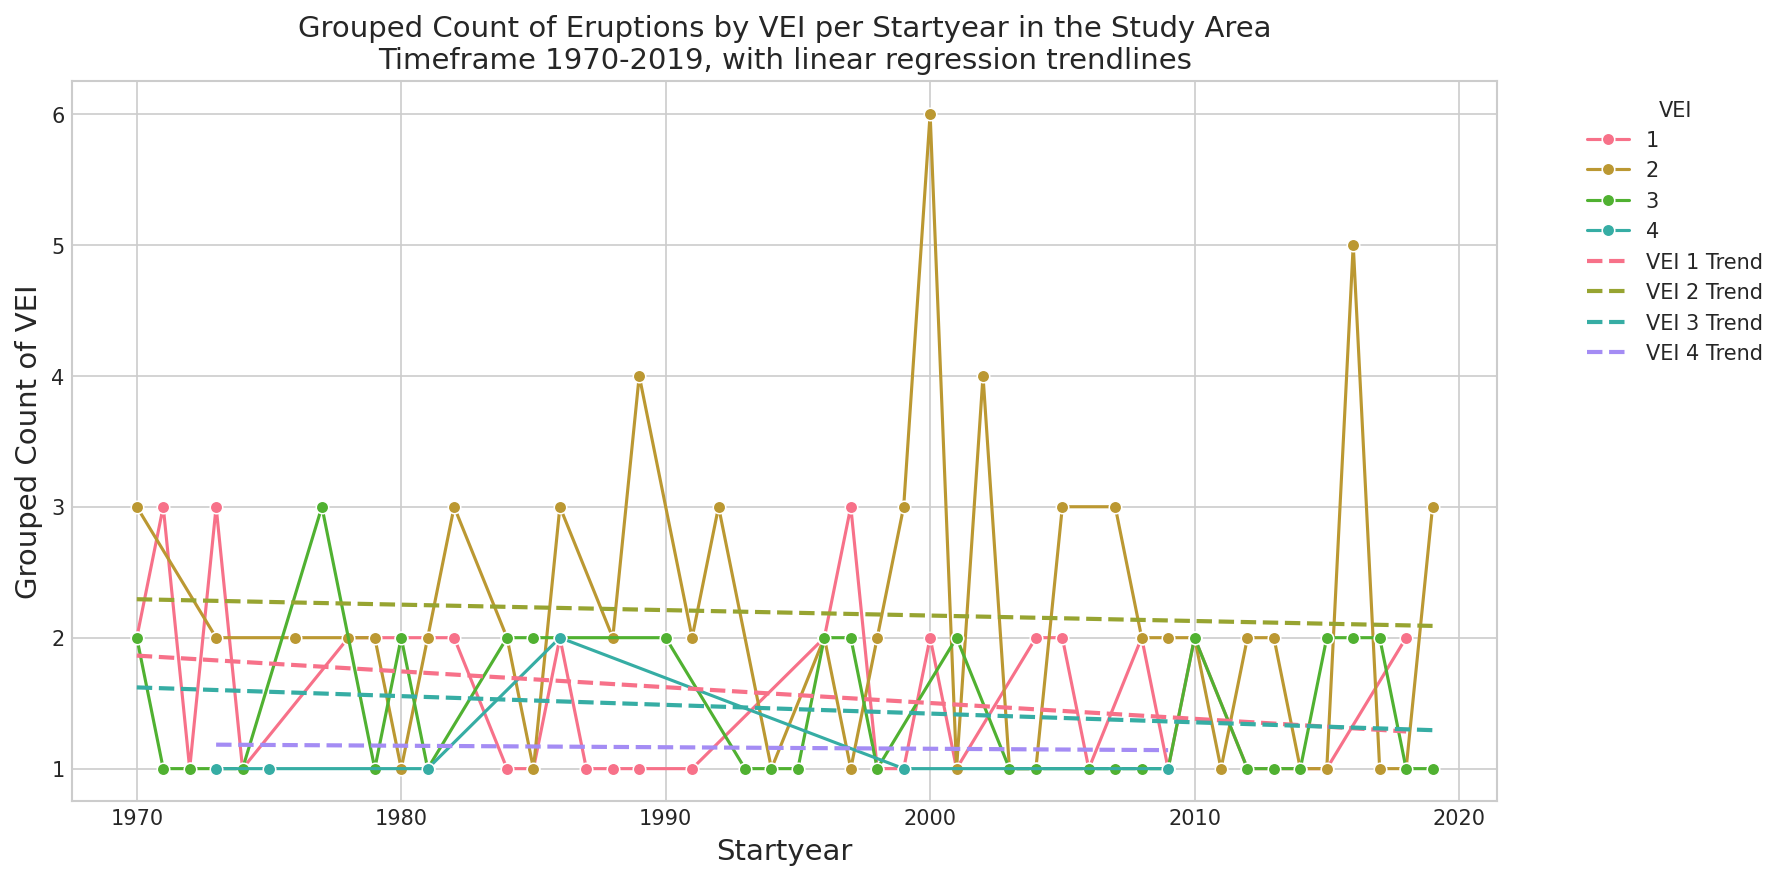 Grouped Count of Eruptions by VEI per Startyear in the Study Area
Timeframe 1970-2019, with linear regression trendlines
Grouped Count of VEI
6
5
4
3
2
1
1970
1980
1990
2000
2010
2020
Startyear
VEI
1
2
3
4
VEI 1 Trend
VEI 2 Trend
VEI 3 Trend
VEI 4 Trend